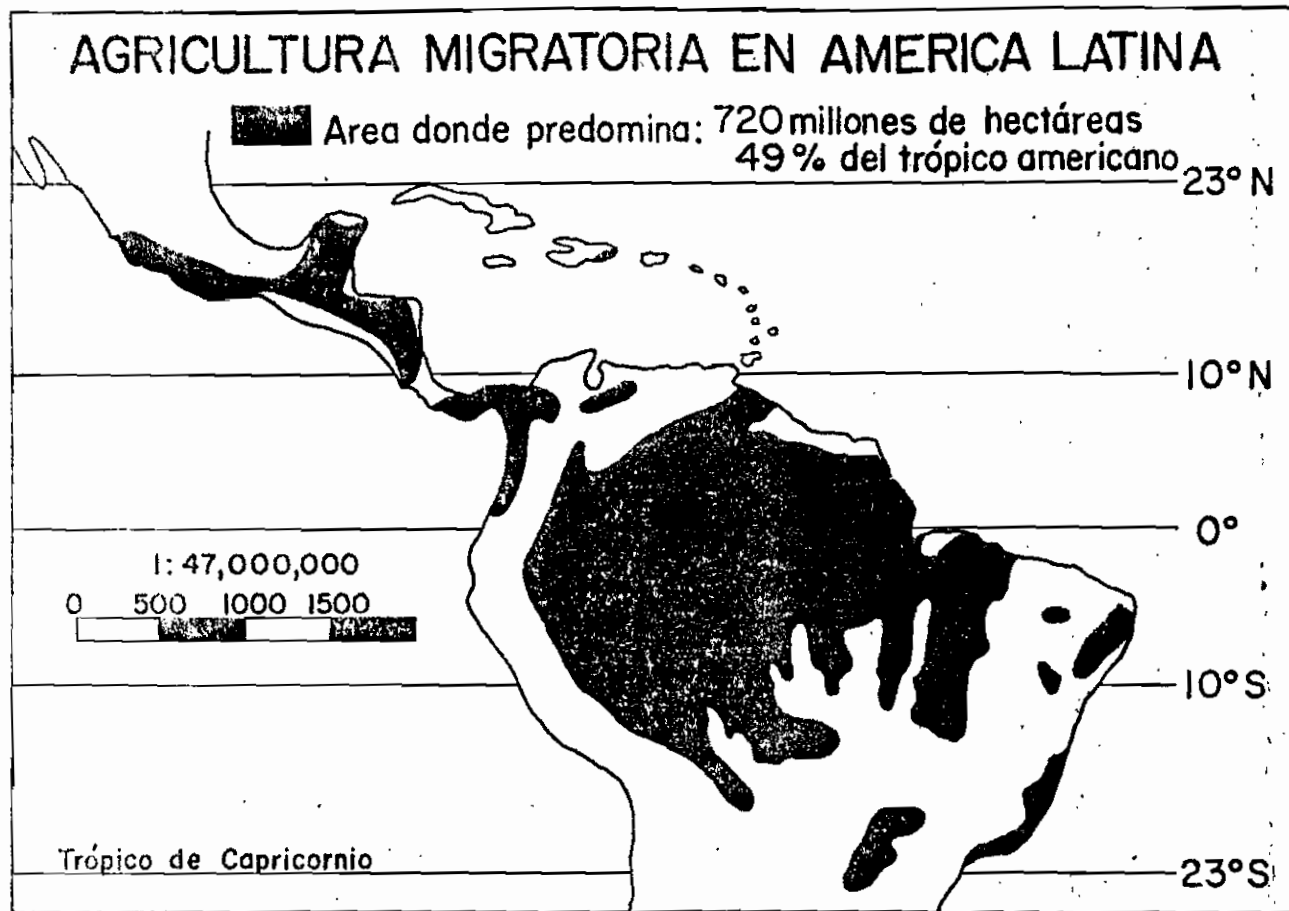 AGRICULTURA MIGRATORIA EN AMERICA LATINA
Area donde predomina: 720 millones de hectáreas
49% del trópico americano
23°N
10°N
0°
1: 47,000,000
0 500 1000 1500
10°S
Trópico de Capricornio
23°S